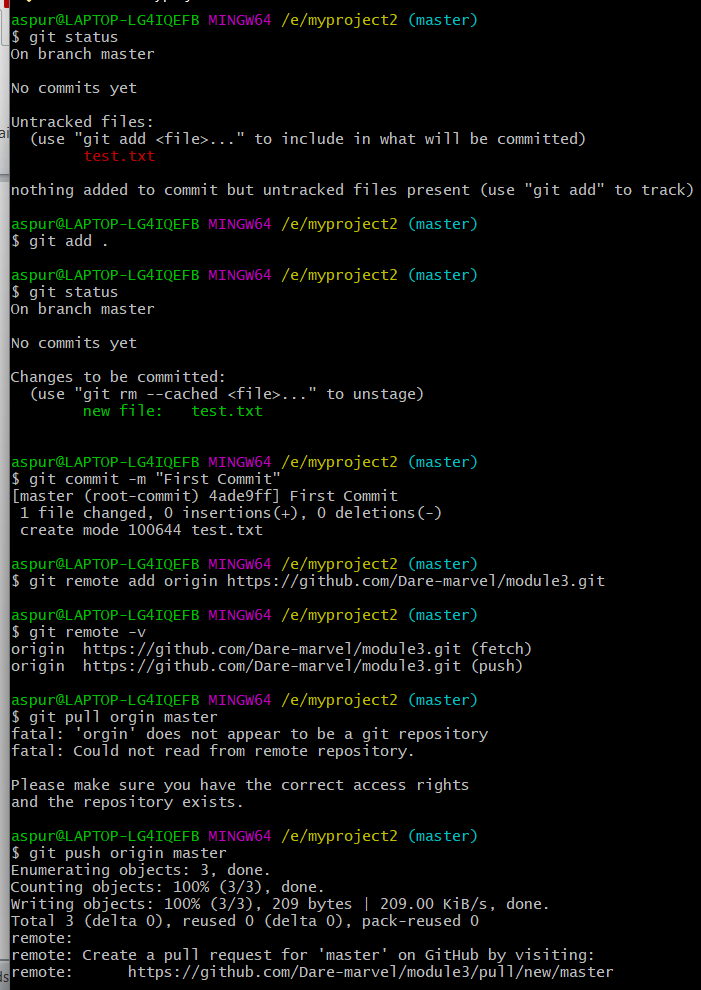 aspur@LAPTOP-LG4IQEFB MINGW64 /e/myproject2 (master)
$ git status
On branch master
No commits yet
Untracked files:
(use "git add <file>..." to include in what will be committed)
test.txt
nothing added to commit but untracked files present (use "git add" to track)
aspur@LAPTOP-LG4IQEFB MINGW64 /e/myproject2 (master)
$ git add .
aspur@LAPTOP-LG4IQEFB MINGW64 /e/myproject2 (master)
$ git status
On branch master
No commits yet
Changes to be committed:
(use "git rm --cached <file>..." to unstage)
new file:   test.txt
aspur@LAPTOP-LG4IQEFB MINGW64 /e/myproject2 (master)
$ git commit -m "First Commit"
[master (root-commit) 4ade9ff] First Commit
1 file changed, 0 insertions(+), 0 deletions(-)
create mode 100644 test.txt
aspur@LAPTOP-LG4IQEFB MINGW64 /e/myproject2 (master)
$ git remote add origin https://github.com/Dare-marvel/module3.git
aspur@LAPTOP-LG4IQEFB MINGW64 /e/myproject2 (master)
$ git remote -v
origin  https://github.com/Dare-marvel/module3.git (fetch)
origin  https://github.com/Dare-marvel/module3.git (push)
aspur@LAPTOP-LG4IQEFB MINGW64 /e/myproject2 (master)
$ git pull orgin master
fatal: 'orgin' does not appear to be a git repository
fatal: Could not read from remote repository.
Please make sure you have the correct access rights
and the repository exists.
aspur@LAPTOP-LG4IQEFB MINGW64 /e/myproject2 (master)
$ git push origin master
Enumerating objects: 3, done.
Counting objects: 100% (3/3), done.
Writing objects: 100% (3/3), 209 bytes | 209.00 KiB/s, done.
Total 3 (delta 0), reused 0 (delta 0), pack-reused 0
remote:
remote: Create a pull request for 'master' on GitHub by visiting:
remote:      https://github.com/Dare-marvel/module3/pull/new/master